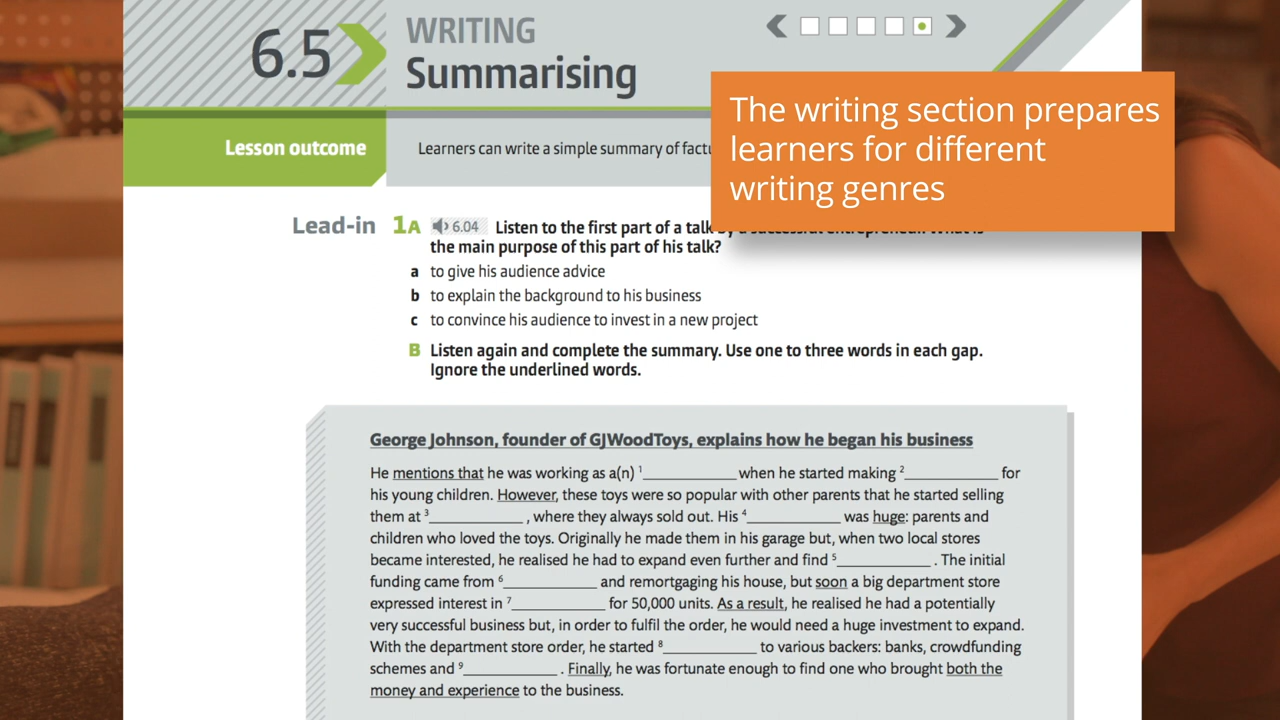 6.5
WRITING
Summarising
The writing section prepares
learners for different
writing genres
Lesson outcome
Learners can write a simple summary of
Lead-in 1A 6.04 Listen to the first part of a talk
the main purpose of this part of his talk?
a to give his audience advice
b to explain the background to his business
c to convince his audience to invest in a new project
B Listen again and complete the summary. Use one to three words in each gap.
Ignore the underlined words.
George Johnson, founder of GJWoodToys, explains how he began his business
He mentions that he was working as a(n) 1__________ when he started making 2__________ for
his young children. However, these toys were so popular with other parents that he started selling
them at 3__________ , where they always sold out. His 4__________ was huge: parents and
children who loved the toys. Originally he made them in his garage but, when two local stores
became interested, he realised he had to expand even further and find 5__________ . The initial
funding came from 6__________ and remortgaging his house, but soon a big department store
expressed interest in 7__________ for 50,000 units. As a result, he realised he had a potentially
very successful business but, in order to fulfil the order, he would need a huge investment to expand.
With the department store order, he started 8__________ to various backers: banks, crowdfunding
schemes and 9__________ . Finally, he was fortunate enough to find one who brought both the
money and experience to the business.